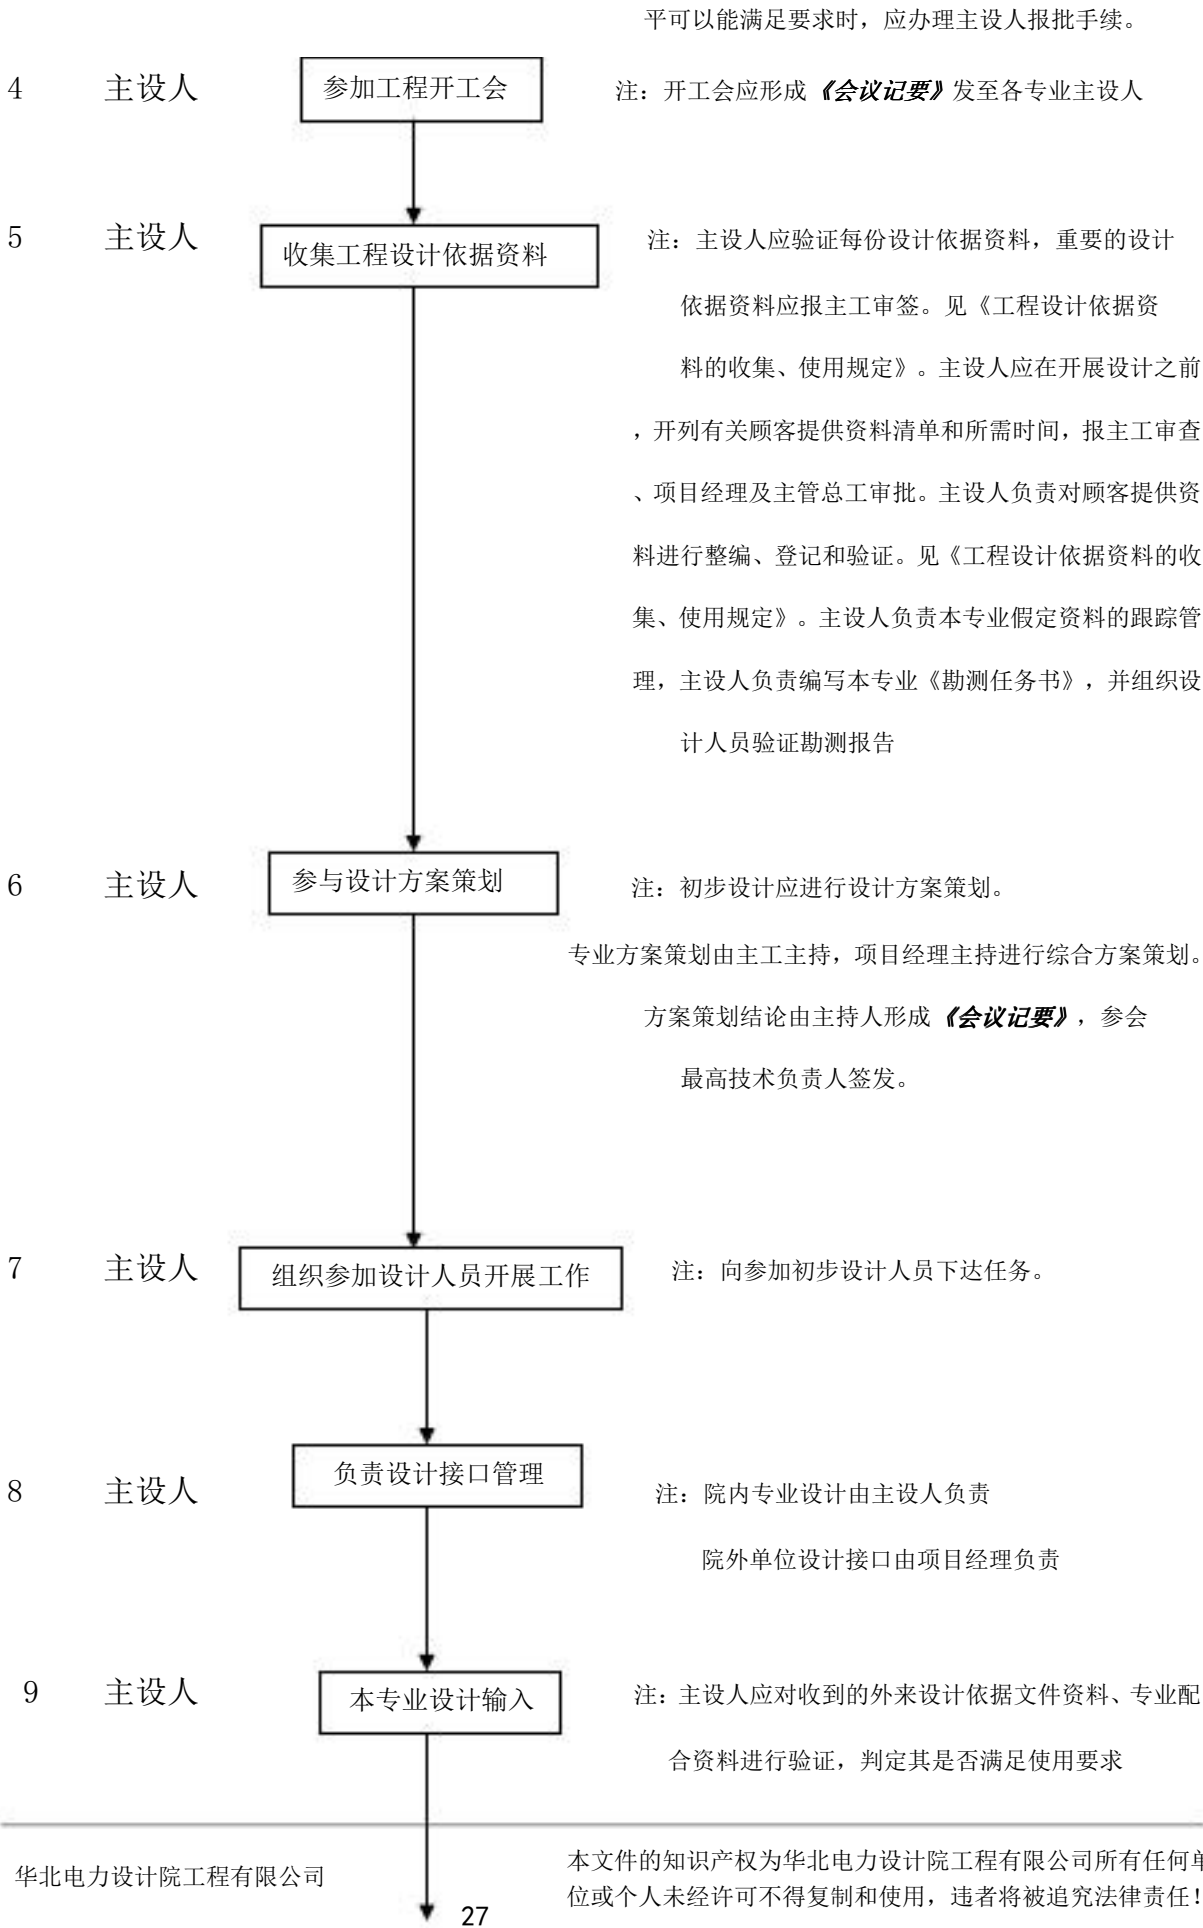 平可以能满足要求时，应办理主设人报批手续。
4 主设人 参加工程开工会 注：开工会应形成《会议记要》发至各专业主设人
5 主设人 收集工程设计依据资料 注：主设人应验证每份设计依据资料，重要的设计
依据资料应报主工审签。见《工程设计依据资
料的收集、使用规定》。主设人应在开展设计之前
，开列有关顾客提供资料清单和所需时间，报主工审查
、项目经理及主管总工审批。主设人负责对顾客提供资
料进行整编、登记和验证。见《工程设计依据资料的收
集、使用规定》。主设人负责本专业假定资料的跟踪管
理，主设人负责编写本专业《勘测任务书》，并组织设
计人员验证勘测报告
6 主设人 参与设计方案策划 注：初步设计应进行设计方案策划。
专业方案策划由主工主持，项目经理主持进行综合方案策划。
方案策划结论由主持人形成《会议记要》，参会
最高技术负责人签发。
7 主设人 组织参加设计人员开展工作 注：向参加初步设计人员下达任务。
8 主设人 负责设计接口管理 注：院内专业设计由主设人负责
院外单位设计接口由项目经理负责
9 主设人 本专业设计输入 注：主设人应对收到的外来设计依据文件资料、专业配
合资料进行验证，判定其是否满足使用要求
华北电力设计院工程有限公司
本文件的知识产权为华北电力设计院工程有限公司所有任何单
位或个人未经许可不得复制和使用，违者将被追究法律责任！
27